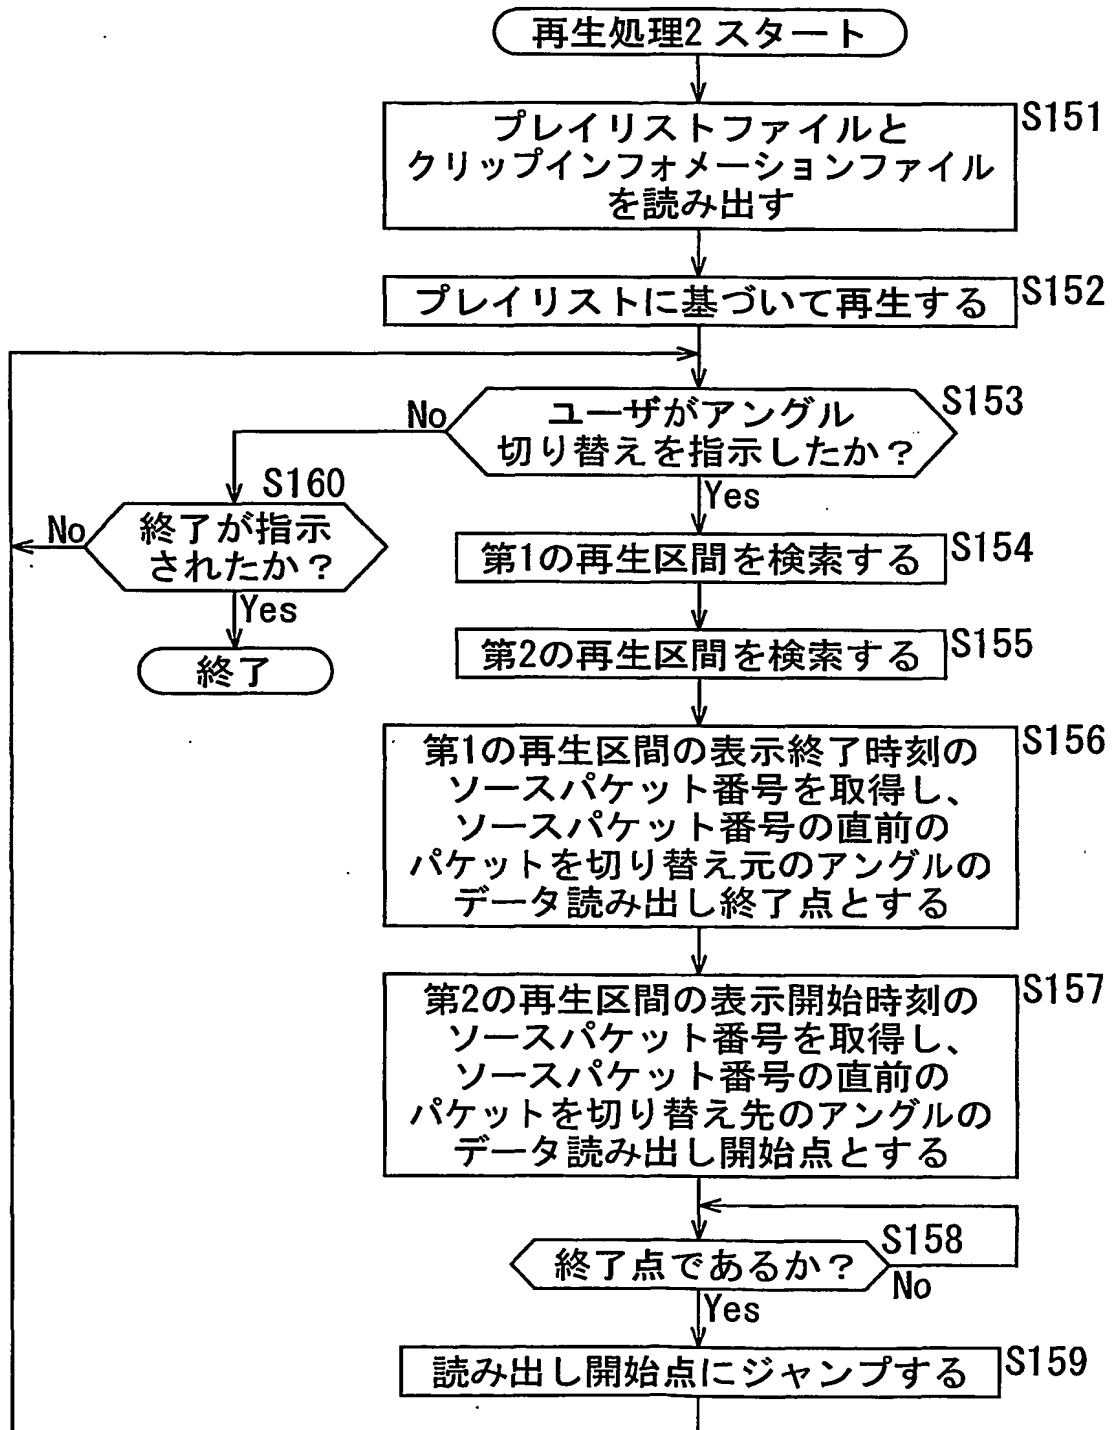 再生処理2 スタート
S151
プレイリストファイルと
クリップインフォメーションファイル
を読み出す
S152
プレイリストに基づいて再生する
S153
ユーザがアングル
切り替えを指示したか?
No
Yes
S160
終了が指示
されたか?
No
Yes
終了
S154
第1の再生区間を検索する
S155
第2の再生区間を検索する
S156
第1の再生区間の表示終了時刻の
ソースパケット番号を取得し、
ソースパケット番号の直前の
パケットを切り替え元のアングルの
データ読み出し終了点とする
S157
第2の再生区間の表示開始時刻の
ソースパケット番号を取得し、
ソースパケット番号の直前の
パケットを切り替え先のアングルの
データ読み出し開始点とする
S158
終了点であるか?
No
Yes
S159
読み出し開始点にジャンプする